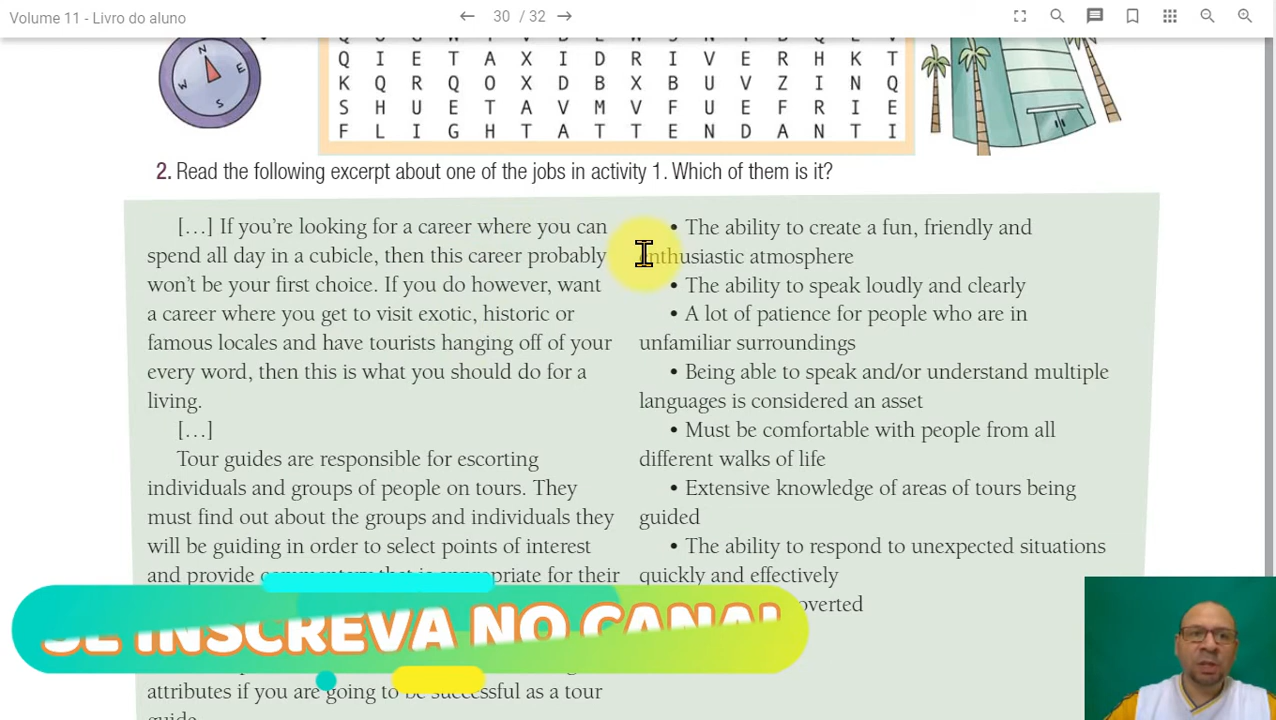 Volume 11 - Livro do aluno
30 / 32
N
E
S
W
Q I E T A X I D R I V E R H K T
K Q R Q O X D B X B U V Z I N Q
S H U E T A V M V F U E F R I E
F L I G H T A T T E N D A N T I
2. Read the following excerpt about one of the jobs in activity 1. Which of them is it?
[…] If you're looking for a career where you can
spend all day in a cubicle, then this career probably
won't be your first choice. If you do however, want
a career where you get to visit exotic, historic or
famous locales and have tourists hanging off of your
every word, then this is what you should do for a
living.
[…]
Tour guides are responsible for escorting
individuals and groups of people on tours. They
must find out about the groups and individuals they
will be guiding in order to select points of interest
and provide commentary that is appropriate for their
attributes if you are going to be successful as a tour
guide.
• The ability to create a fun, friendly and
enthusiastic atmosphere
• The ability to speak loudly and clearly
• A lot of patience for people who are in
unfamiliar surroundings
• Being able to speak and/or understand multiple
languages is considered an asset
• Must be comfortable with people from all
different walks of life
• Extensive knowledge of areas of tours being
guided
• The ability to respond to unexpected situations
quickly and effectively
overted
SE INSCREVA NO CANAL